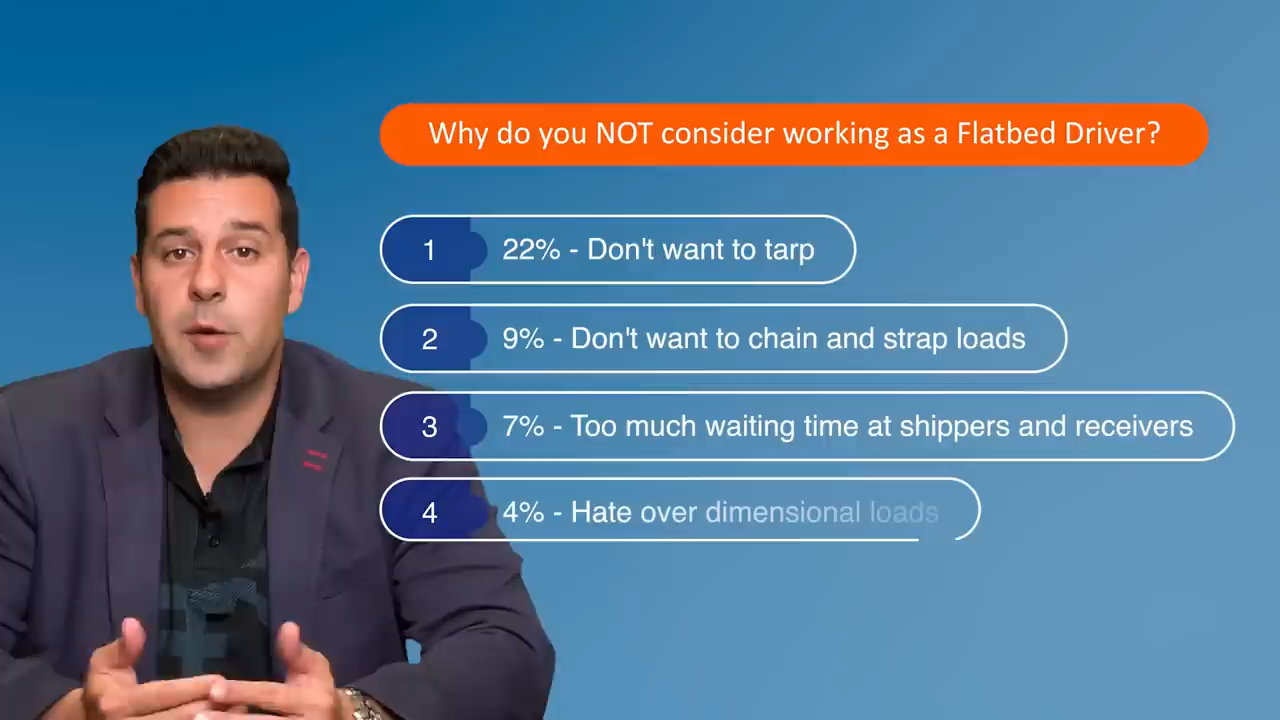 Why do you NOT consider working as a Flatbed Driver?
1 22% - Don't want to tarp
2 9% - Don't want to chain and strap loads
3 7% - Too much waiting time at shippers and receivers
4 4% - Hate over dimensional loads